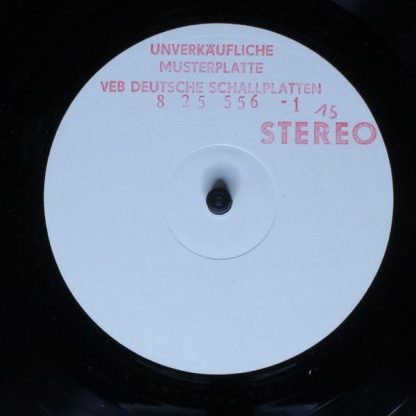 UNVERKÄUFLICHE
MUSTERPLATTE
VEB DEUTSCHE SCHALLPLATTEN
8 25 556 -1 15
STEREO